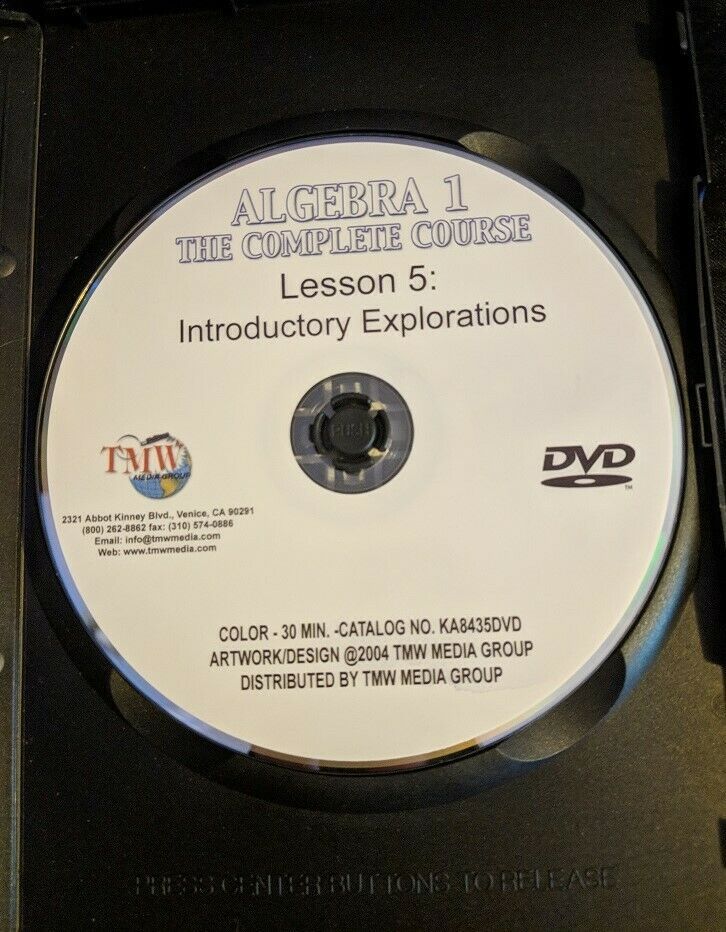 ALGEBRA 1
THE COMPLETE COURSE
Lesson 5:
Introductory Explorations
PUSH
TMW
MEDIA GROUP
DVD
TM
2321 Abbot Kinney Blvd., Venice, CA 90291
(800) 262-8862 fax: (310) 574-0886
Email: info@tmwmedia.com
Web: www.tmwmedia.com
COLOR - 30 MIN. -CATALOG NO. KA8435DVD
ARTWORK/DESIGN @2004 TMW MEDIA GROUP
DISTRIBUTED BY TMW MEDIA GROUP
PRESS CENTER BUTTONS TO RELEASE